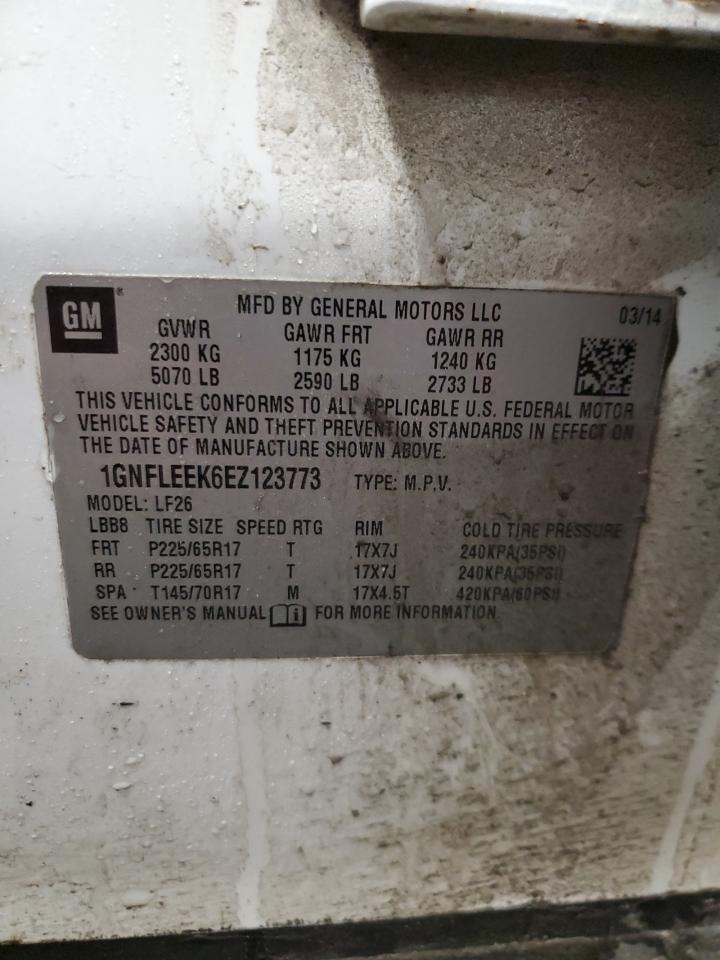 GM®
MFD BY GENERAL MOTORS LLC 03/14
GVWR GAWR FRT GAWR RR
2300 KG 1175 KG 1240 KG
5070 LB 2590 LB 2733 LB
THIS VEHICLE CONFORMS TO ALL APPLICABLE U.S. FEDERAL MOTOR
VEHICLE SAFETY AND THEFT PREVENTION STANDARDS IN EFFECT ON
THE DATE OF MANUFACTURE SHOWN ABOVE.
1GNFLEEK6EZ123773 TYPE: M.P.V.
MODEL: LF26
LBB8 TIRE SIZE SPEED RTG RIM COLD TIRE PRESSURE
FRT P225/65R17 T 17X7J 240KPA(35PSI)
RR P225/65R17 T 17X7J 240KPA(35PSI)
SPA T145/70R17 M 17X4.5T 420KPA(60PSI)
SEE OWNER'S MANUAL i FOR MORE INFORMATION